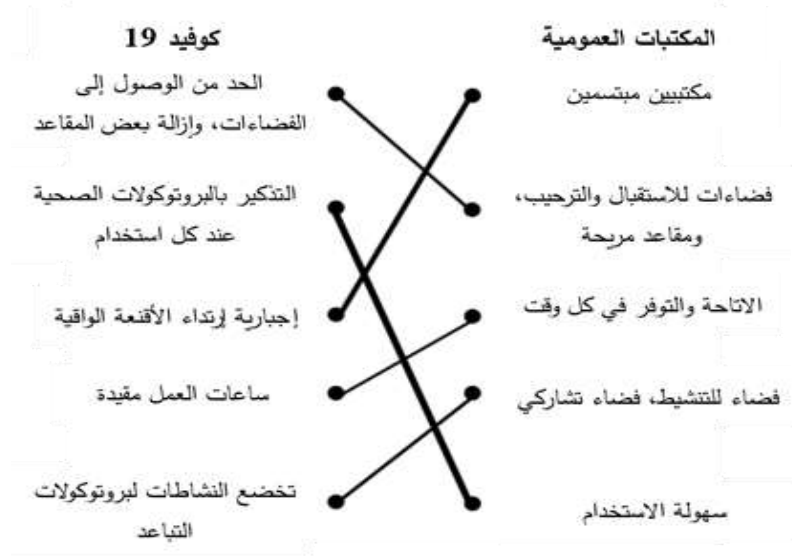 المكتبات العمومية
مكتبيين مبتسمين
فضاءات للاستقبال والترحيب،
ومقاعد مريحة
الاتاحة والتوفر في كل وقت
فضاء للتنشيط، فضاء تشاركي
سهولة الاستخدام
كوفيد 19
الحد من الوصول إلى
الفضاءات، وإزالة بعض المقاعد
التذكير بالبروتوكولات الصحية
عند كل استخدام
إجبارية إرتداء الأقنعة الواقية
ساعات العمل مقيدة
تخضع النشاطات لبروتوكولات
التباعد